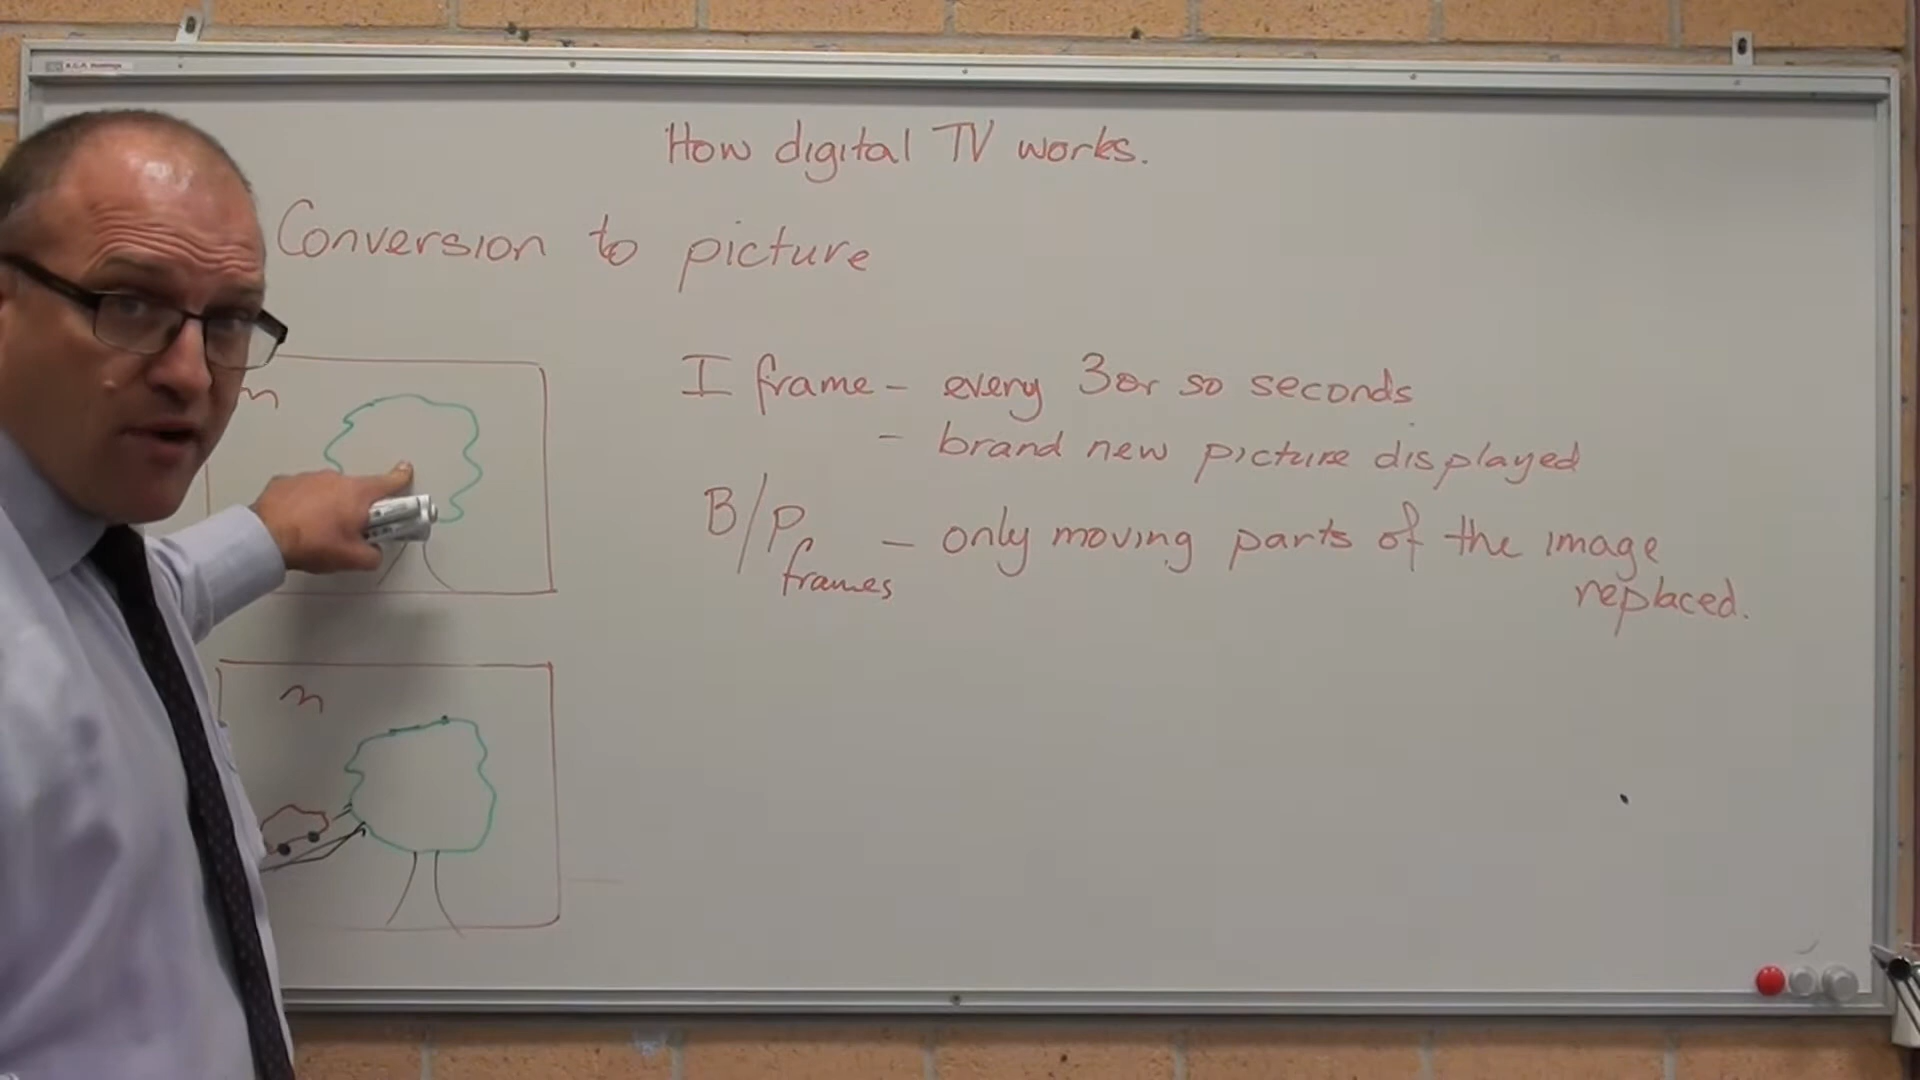 How digital TV works.
Conversion to picture
I frame - every 3 or so seconds
- brand new picture displayed
B/P frames - only moving parts of the image
replaced.